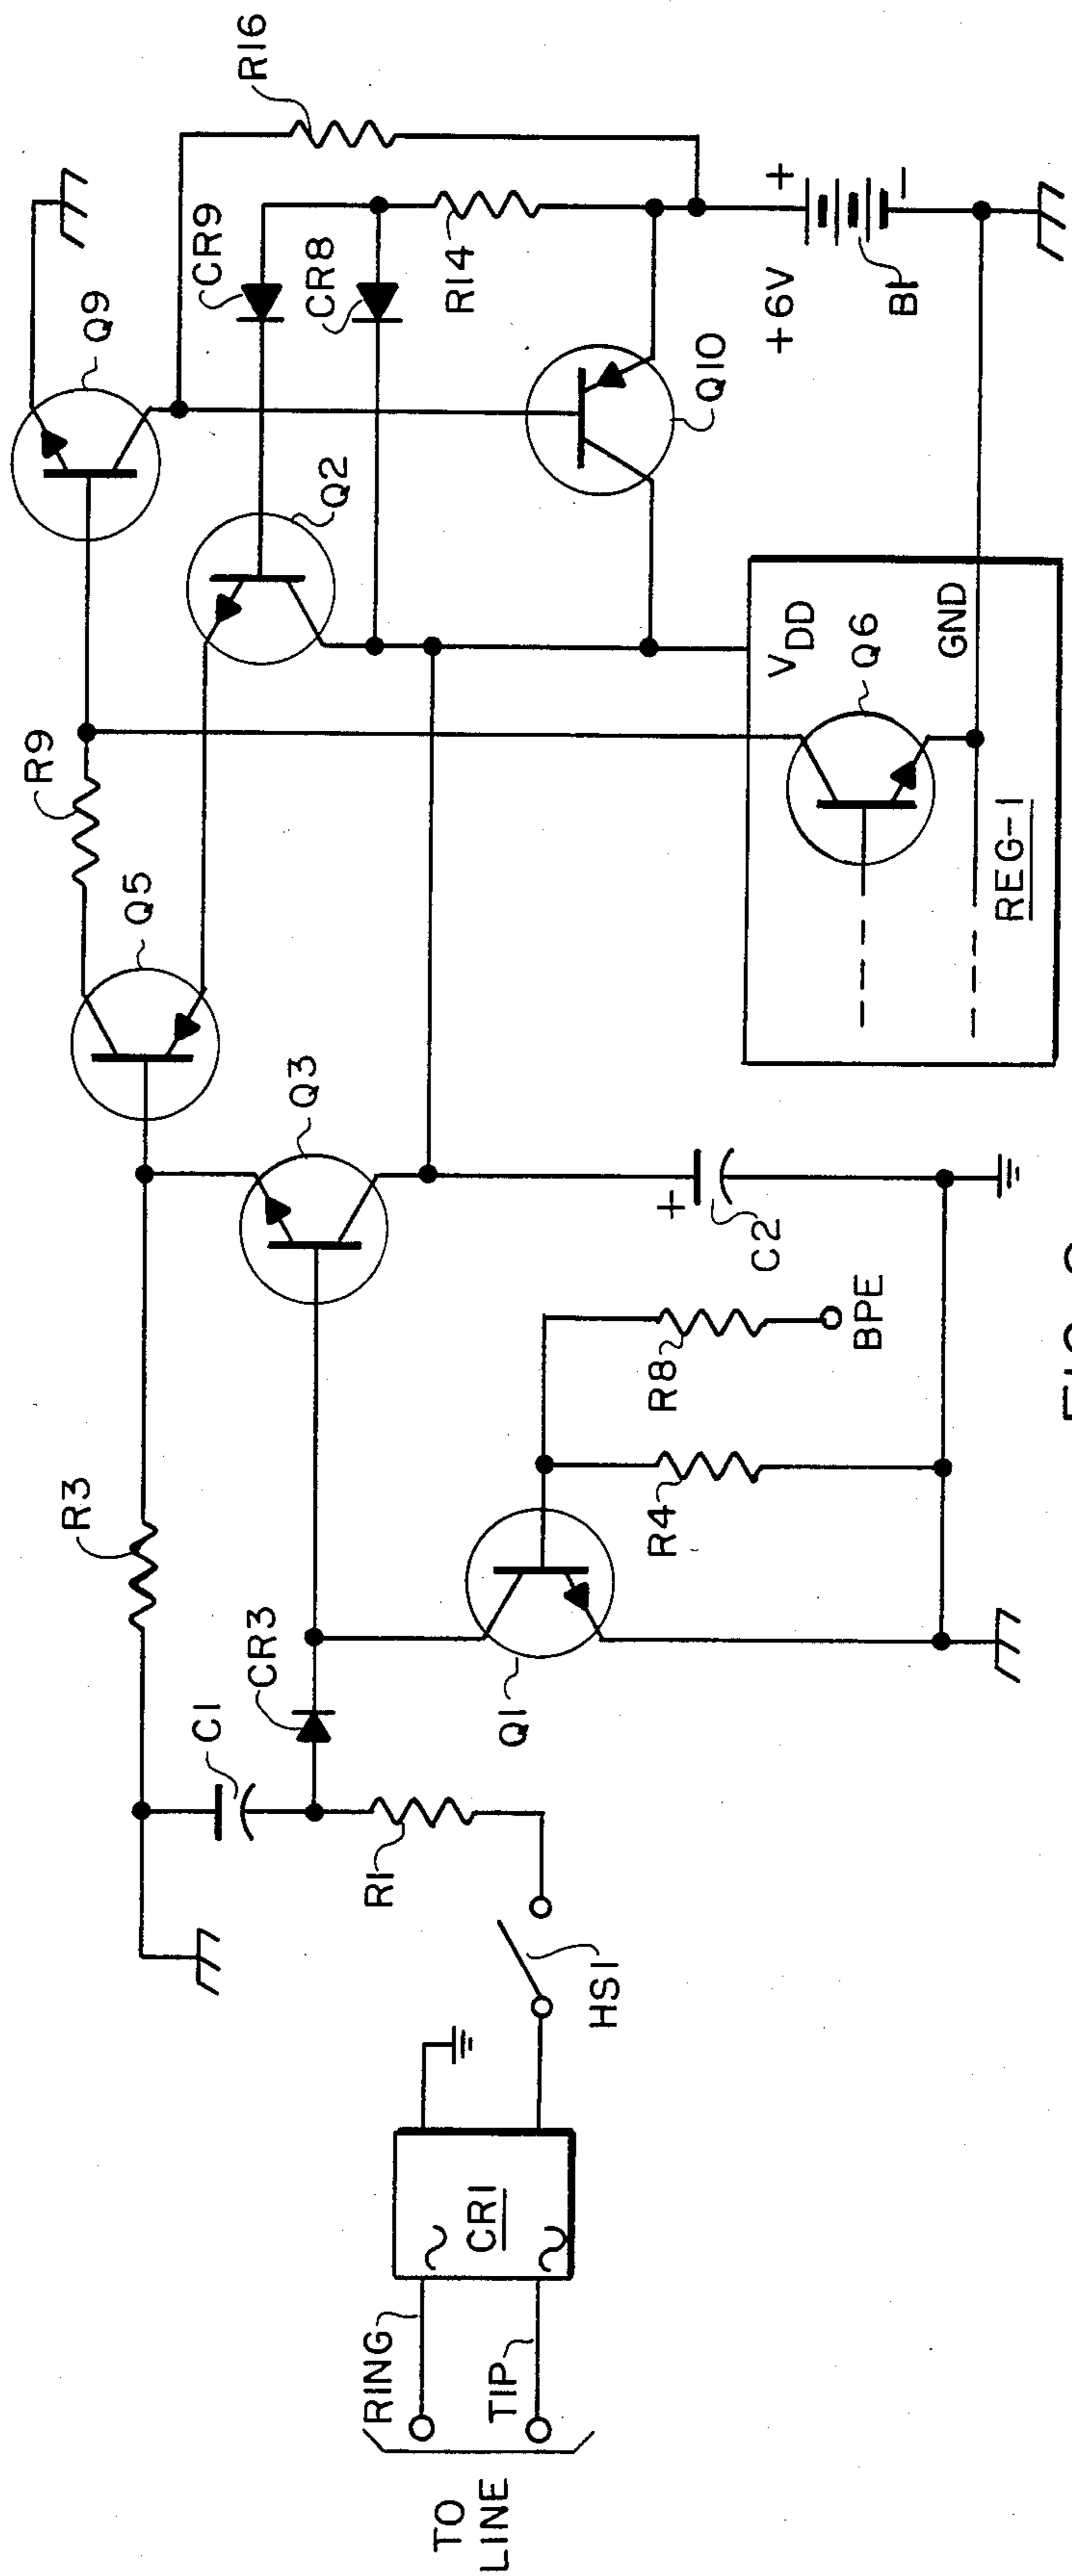 TO
LINE
RING
TIP
CR1
HS1
R1
C1
CR3
R3
Q1
R4
R8
BPE
Q3
C2
+
Q5
R9
Q2
Q9
CR9
CR8
R14
R16
Q10
+6V
+
−
B1
VDD
Q6
GND
REG-1